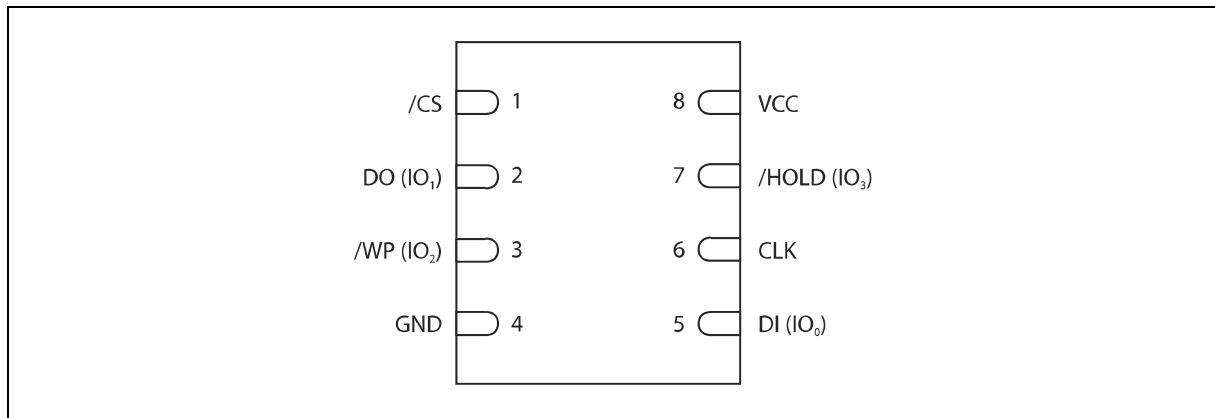 /CS 1 8 VCC
DO (IO₁) 2 7 /HOLD (IO₃)
/WP (IO₂) 3 6 CLK
GND 4 5 DI (IO₀)